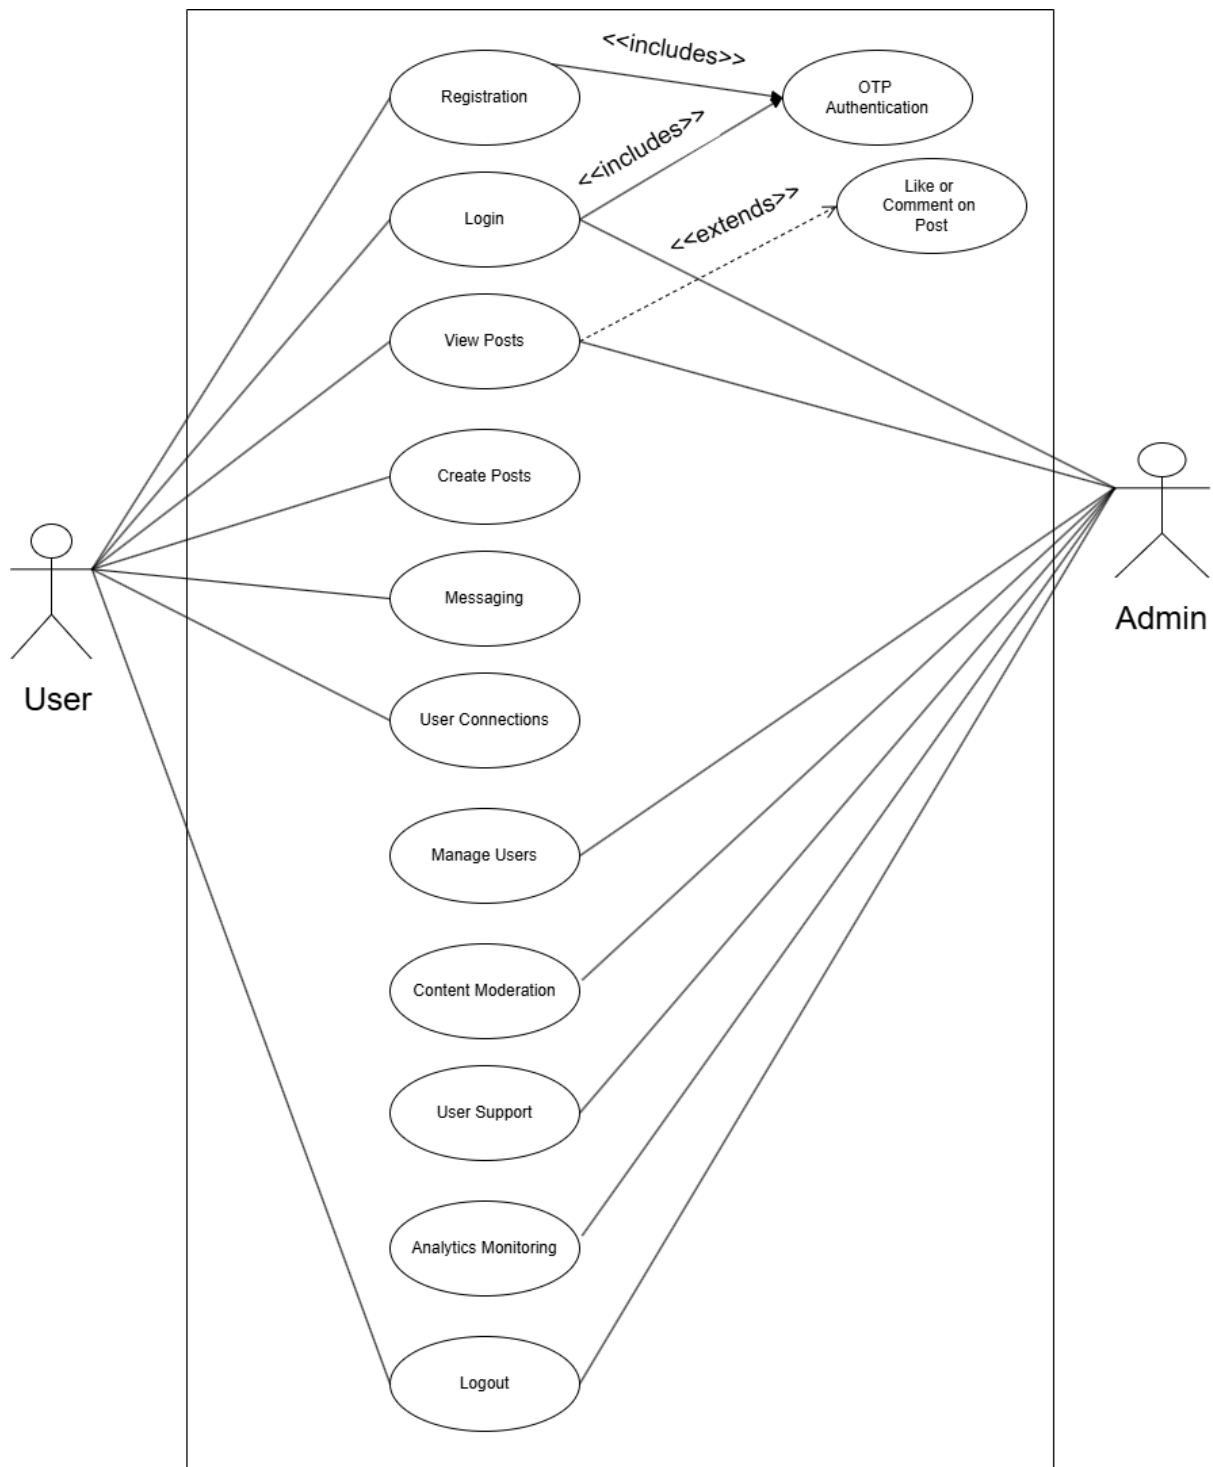 <<includes>>
Registration
OTP
Authentication
<<includes>>
Login
<<extends>>
Like or
Comment on
Post
View Posts
Create Posts
Messaging
User Connections
User
Admin
Manage Users
Content Moderation
User Support
Analytics Monitoring
Logout